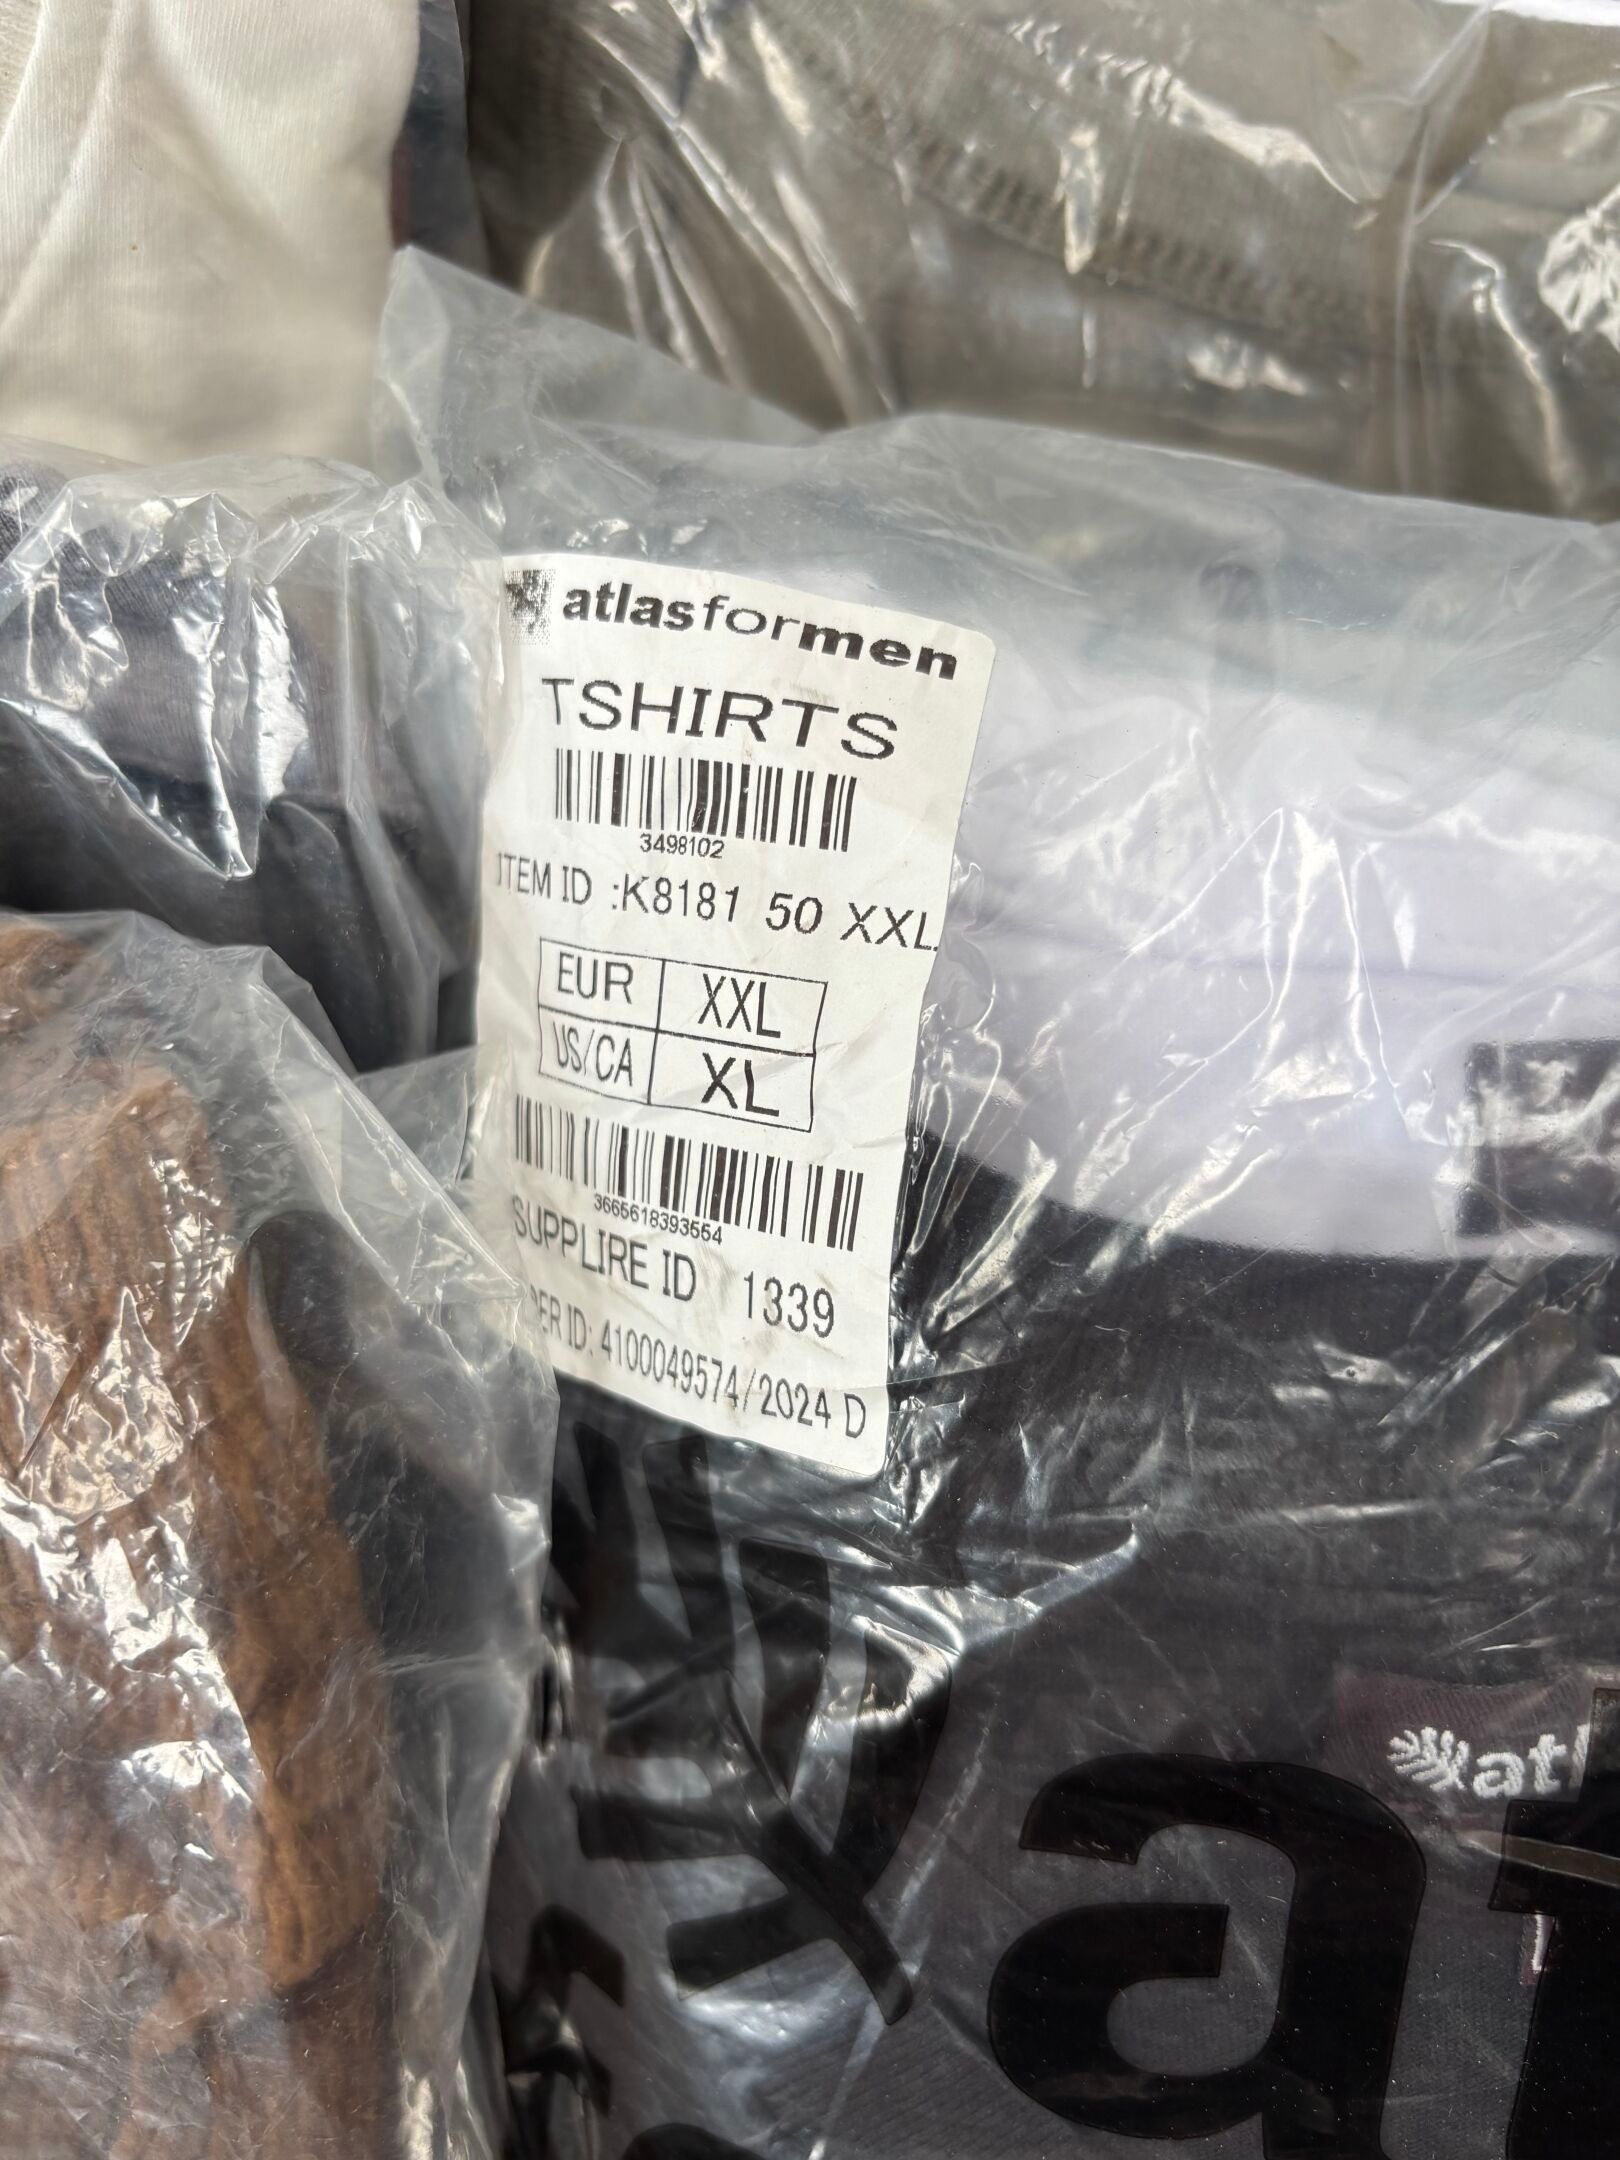 atlasformen
TSHIRTS
3498102
ITEM ID :K8181 50 XXL
EUR XXL
US/CA XL
3665618393554
SUPPLIRE ID 1339
DER ID: 4100049574/2024 D
atl
at